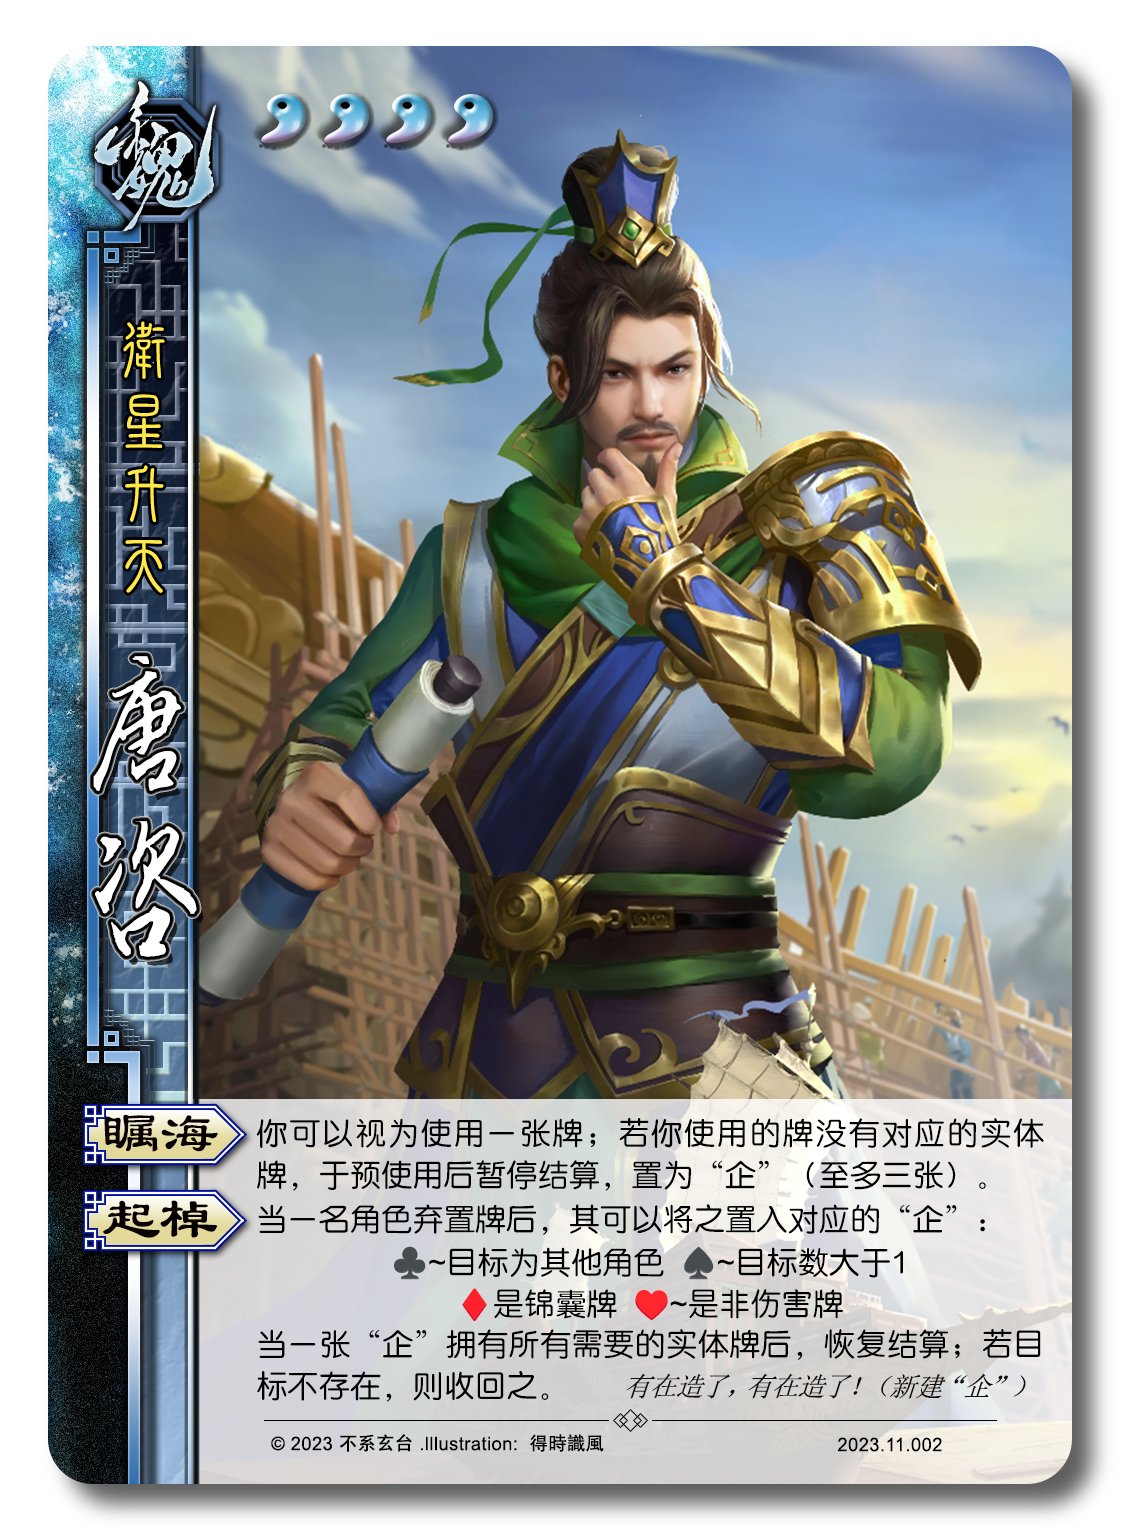 魏
衛星升天
唐咨
瞩海
你可以视为使用一张牌；若你使用的牌没有对应的实体
牌，于预使用后暂停结算，置为“企”（至多三张）。
起棹
当一名角色弃置牌后，其可以将之置入对应的“企”：
♣~目标为其他角色 ♠~目标数大于1
♦是锦囊牌 ♥~是非伤害牌
当一张“企”拥有所有需要的实体牌后，恢复结算；若目
标不存在，则收回之。 有在造了，有在造了！（新建“企”）
© 2023 不系玄台 .Illustration: 得時識風
2023.11.002